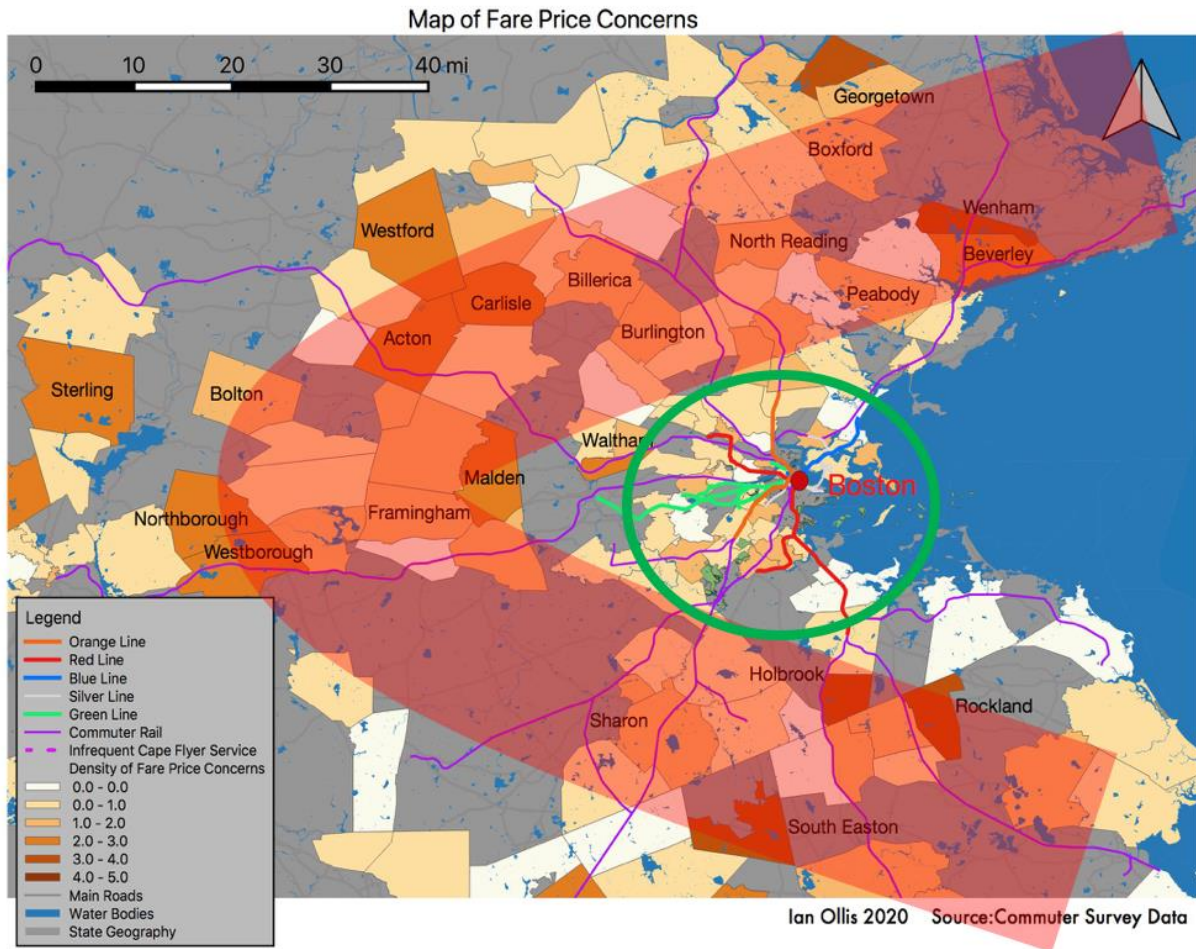 Map of Fare Price Concerns
0 10 20 30 40 mi
Georgetown
Boxford
Wenham
Westford
North Reading
Beverley
Billerica
Carlisle
Peabody
Burlington
Acton
Sterling
Bolton
Waltham
Malden
Boston
Northborough
Framingham
Westborough
Holbrook
Rockland
Sharon
South Easton
Legend
Orange Line
Red Line
Blue Line
Silver Line
Green Line
Commuter Rail
Infrequent Cape Flyer Service
Density of Fare Price Concerns
0.0 - 0.0
0.0 - 1.0
1.0 - 2.0
2.0 - 3.0
3.0 - 4.0
4.0 - 5.0
Main Roads
Water Bodies
State Geography
Ian Ollis 2020 Source:Commuter Survey Data